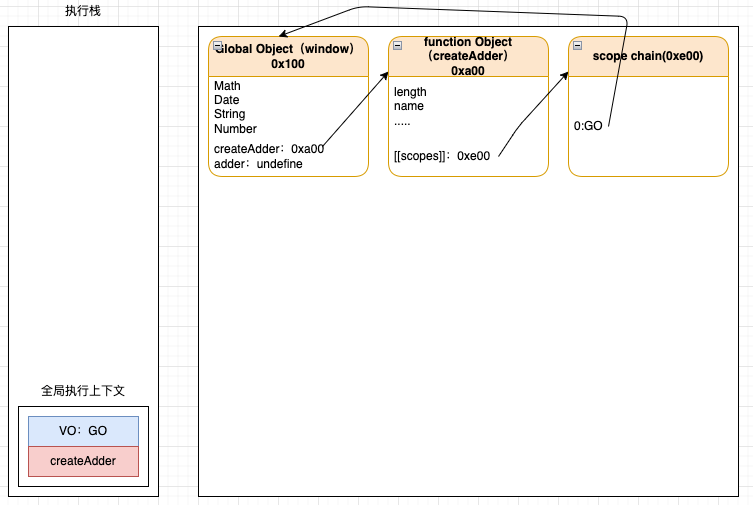 执行栈
Global Object（window）
0x100
Math
Date
String
Number
createAdder：0xa00
adder：undefine
function Object
（createAdder）
0xa00
length
name
.....
[[scopes]]：0xe00
scope chain(0xe00)
0:GO
全局执行上下文
VO：GO
createAdder